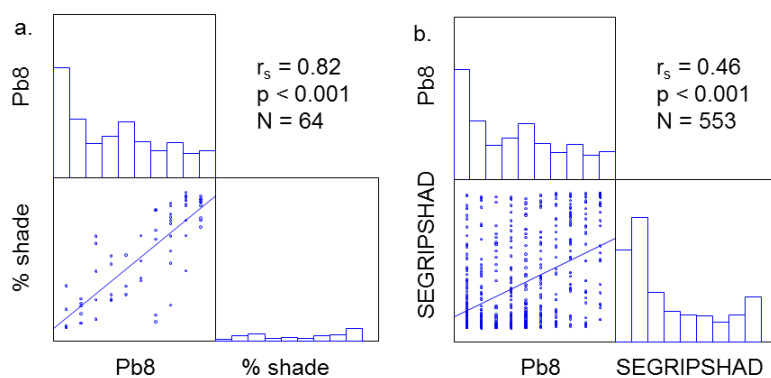 a.
Pb8
r_s = 0.82
p < 0.001
N = 64
% shade
Pb8
% shade
b.
Pb8
r_s = 0.46
p < 0.001
N = 553
SEGRIPSHAD
Pb8
SEGRIPSHAD